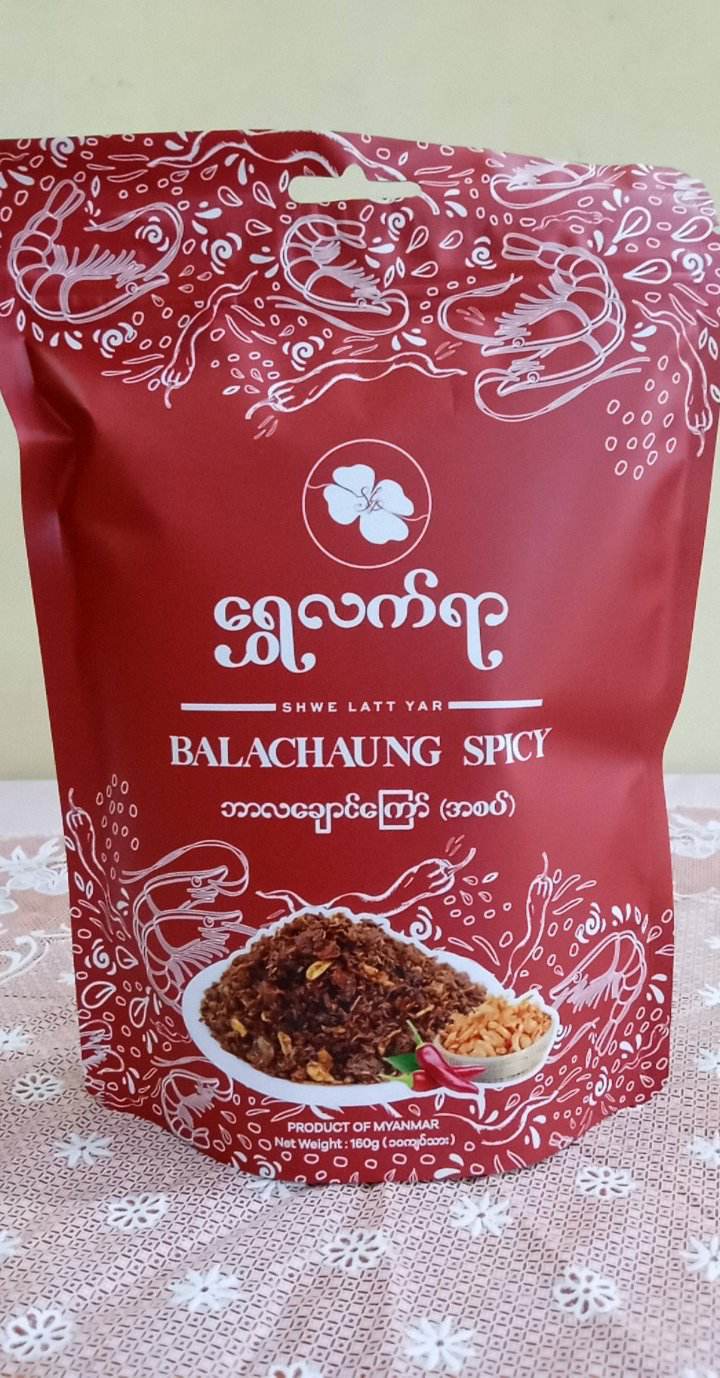 ရွှေလက်ရာ
SHWE LATT YAR
BALACHAUNG SPICY
ဘာလချောင်ကြော် (အစပ်)
PRODUCT OF MYANMAR
Net Weight : 160g ( ၁၀ကျပ်သား )